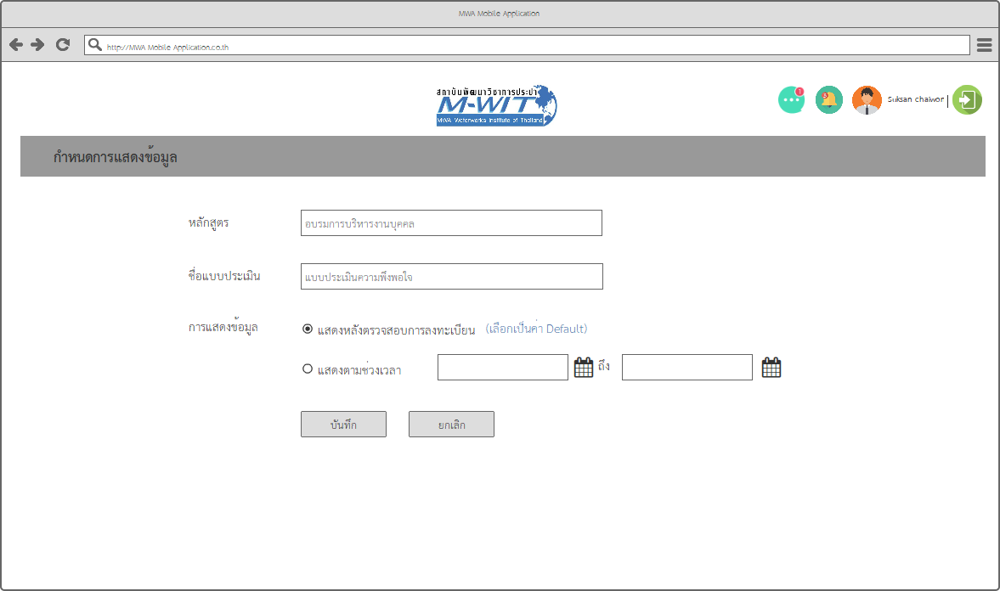 MWA Mobile Application
http://MWA Mobile Application.co.th
สถาบันพัฒนาวิชาการประปา
M-WIT
MWA Waterworks Institute of Thailand
1
5
Suksan chaiwon |
กำหนดการแสดงข้อมูล
หลักสูตร
อบรมการบริหารงานบุคคล
ชื่อแบบประเมิน
แบบประเมินความพึงพอใจ
การแสดงข้อมูล
แสดงหลังตรวจสอบการลงทะเบียน (เลือกเป็นค่า Default)
แสดงตามช่วงเวลา ถึง
บันทึก ยกเลิก